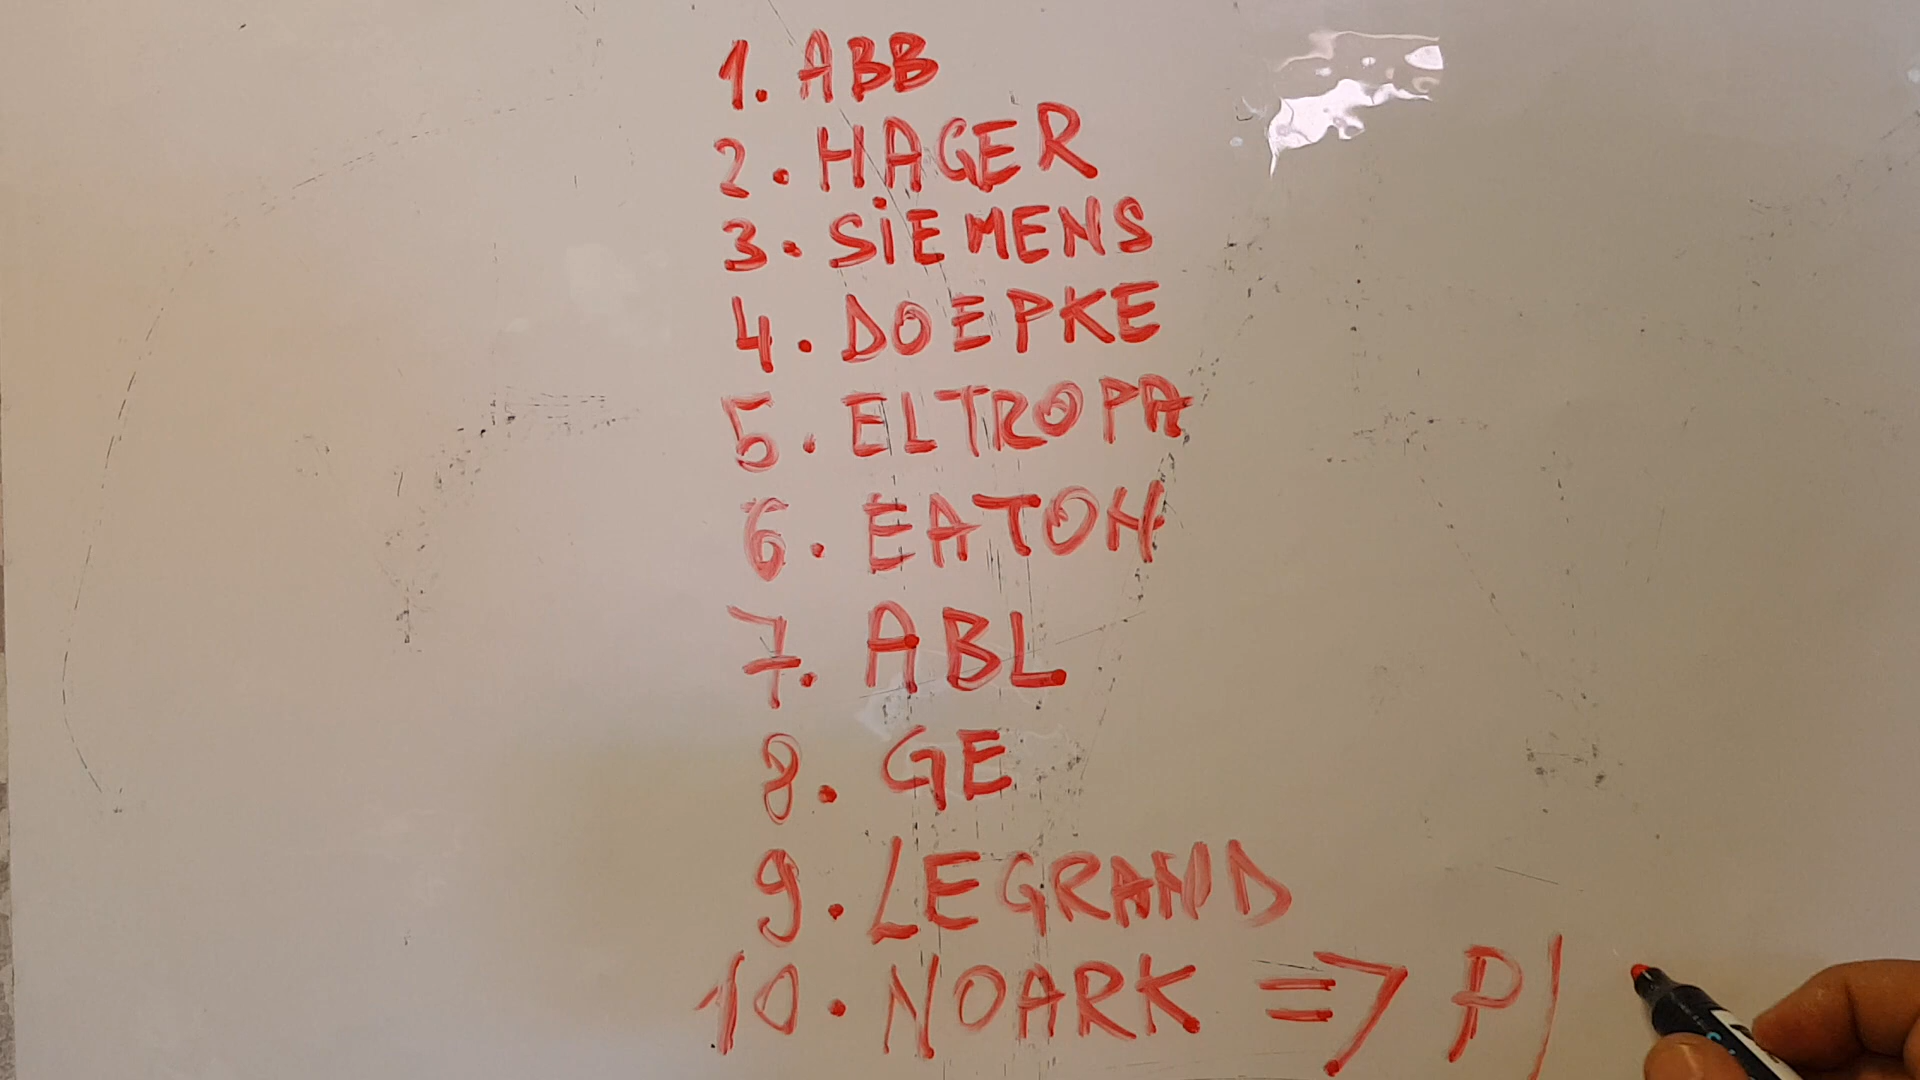 1. ABB
2. HAGER
3. SiEMENS
4. DOEPKE
5. ELTROPA
6. EATON
7. ABL
8. GE
9. LEGRAND
10. NOARK => P/